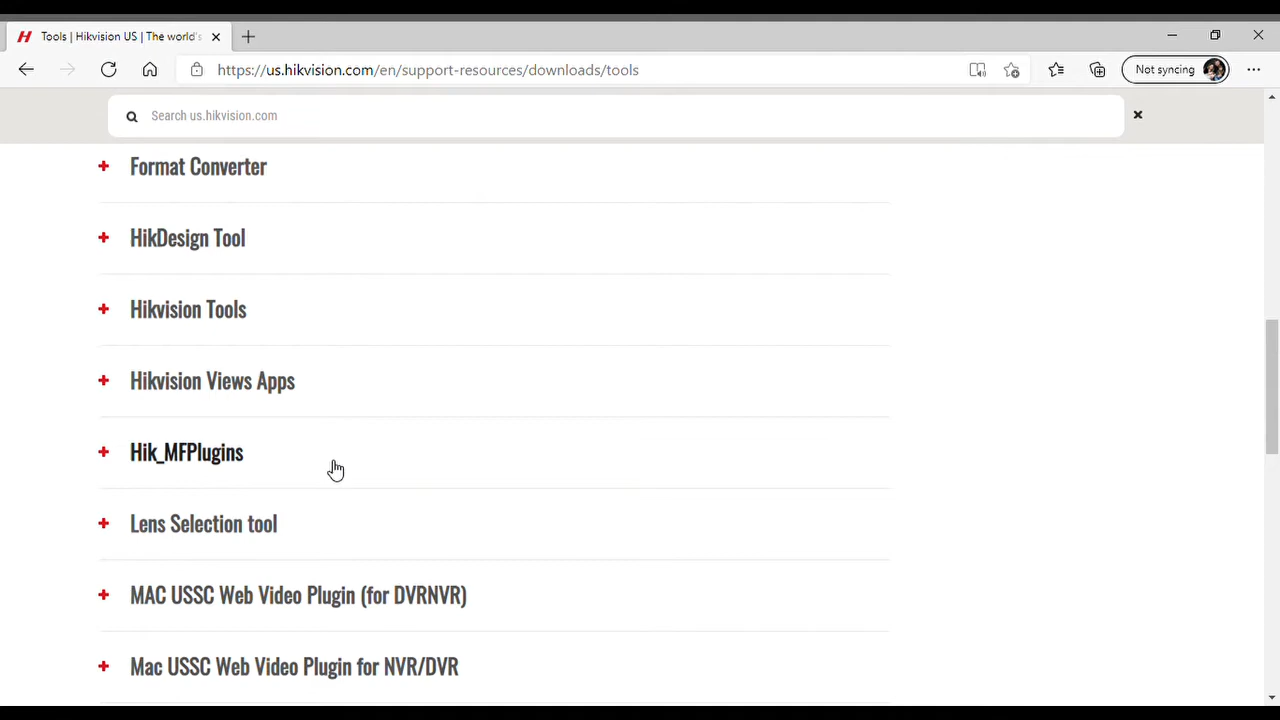 Tools | Hikvision US | The world's
https://us.hikvision.com/en/support-resources/downloads/tools
Not syncing
Search us.hikvision.com
Format Converter
HikDesign Tool
Hikvision Tools
Hikvision Views Apps
Hik_MFPlugins
Lens Selection tool
MAC USSC Web Video Plugin (for DVRNVR)
Mac USSC Web Video Plugin for NVR/DVR